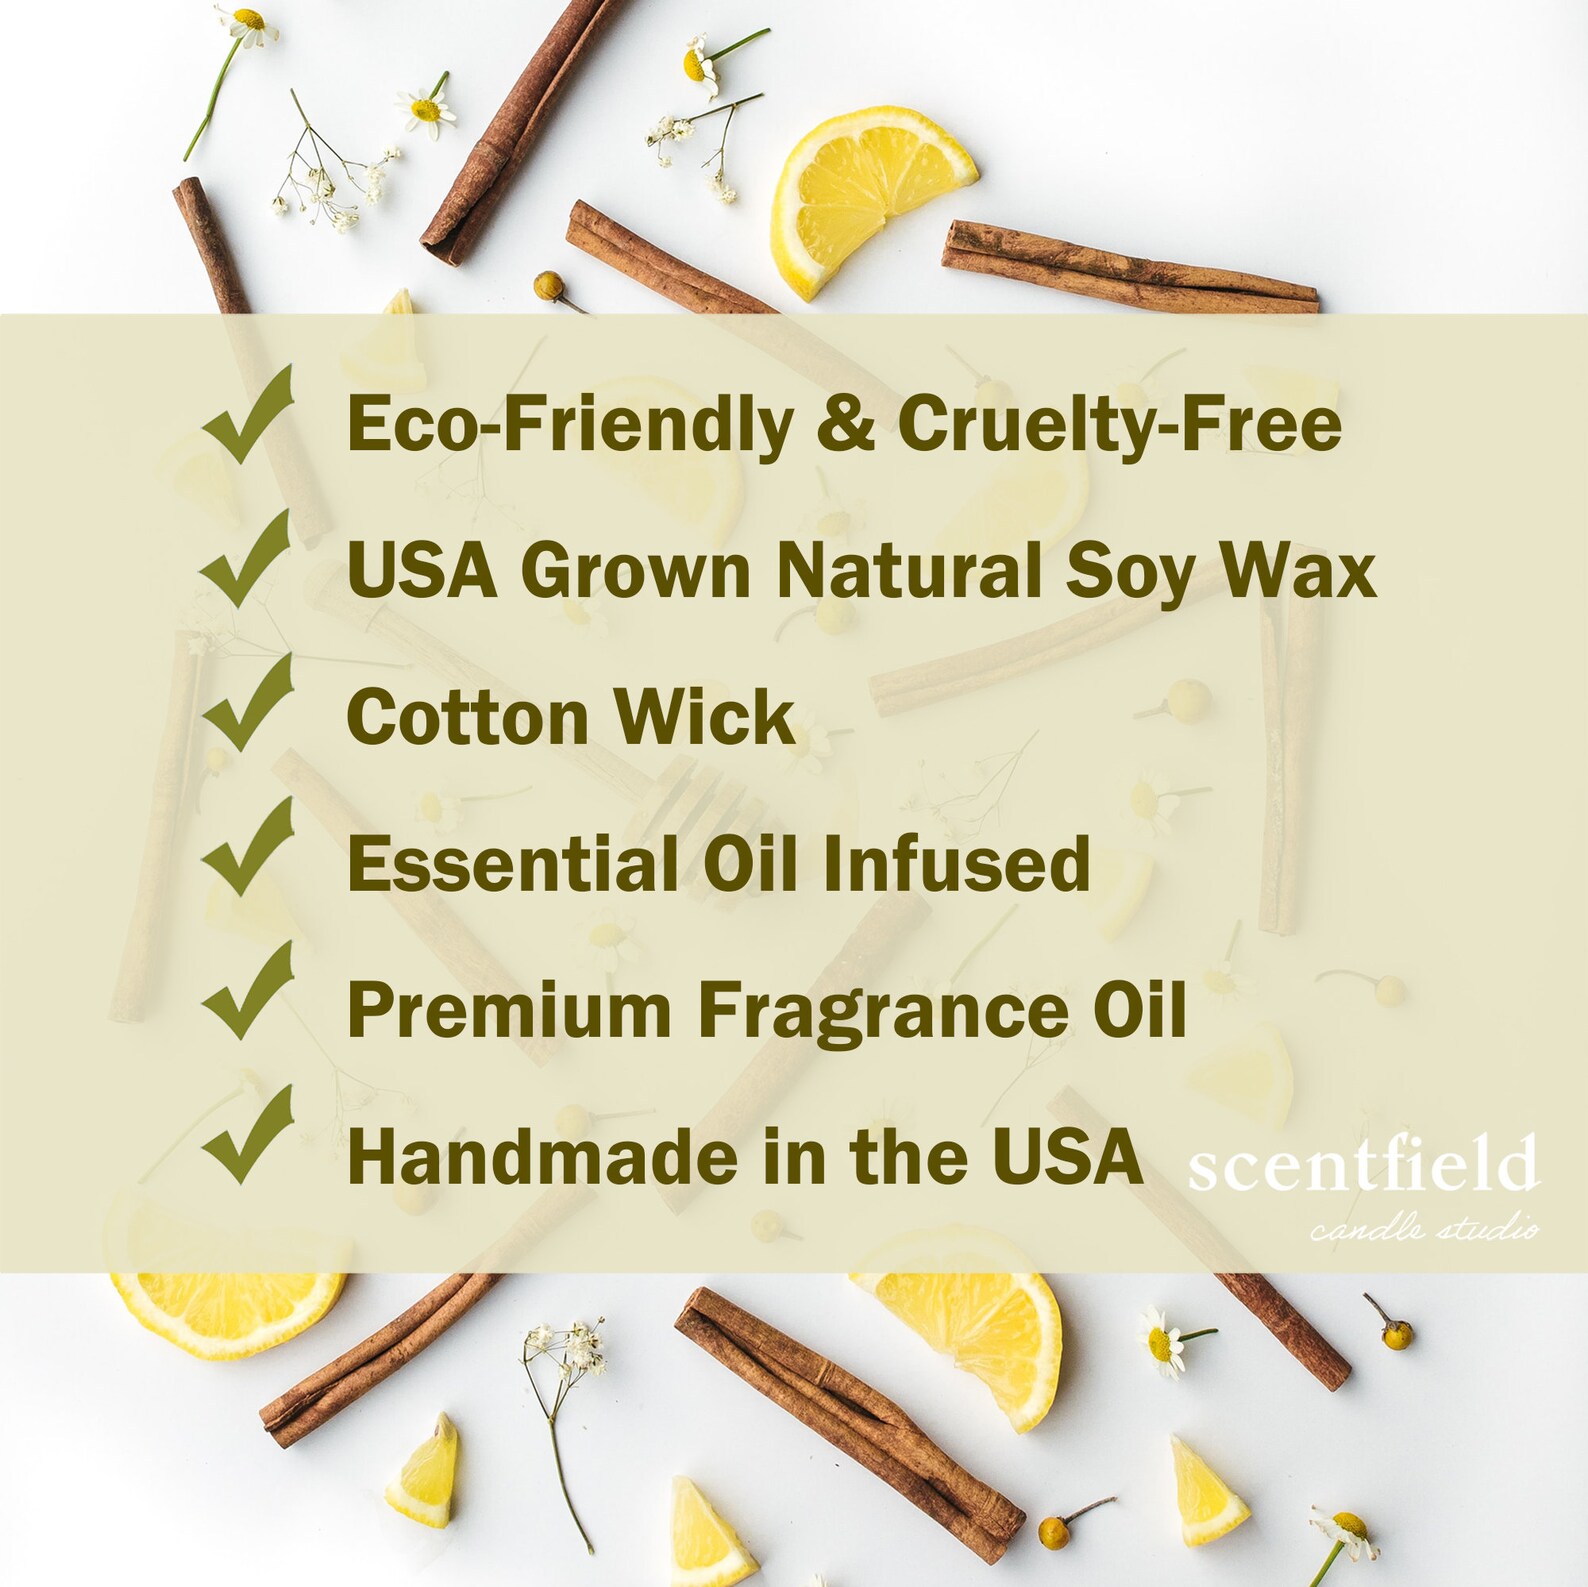 Eco-Friendly & Cruelty-Free
USA Grown Natural Soy Wax
Cotton Wick
Essential Oil Infused
Premium Fragrance Oil
Handmade in the USA
scentfield
candle studio